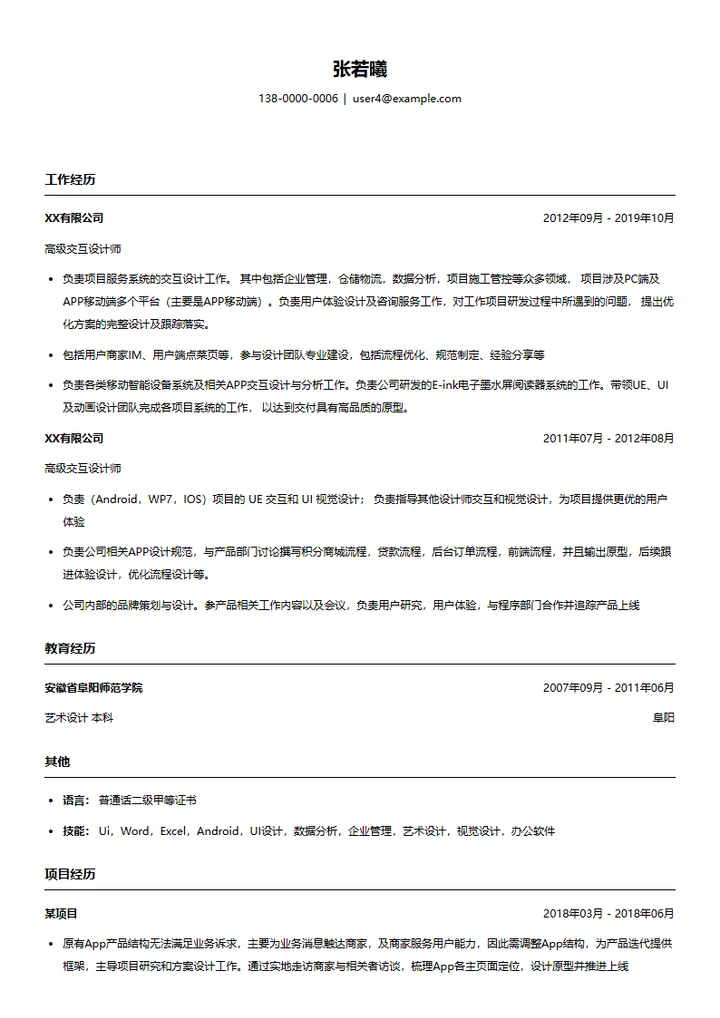 张若曦
138-0000-0006 | user4@example.com
工作经历
XX有限公司 2012年09月 - 2019年10月
高级交互设计师
• 负责项目服务系统的交互设计工作。 其中包括企业管理，仓储物流，数据分析，项目施工管控等众多领域， 项目涉及PC端及
APP移动端多个平台（主要是APP移动端）。负责用户体验设计及咨询服务工作，对工作项目研发过程中所遇到的问题， 提出优
化方案的完整设计及跟踪落实。
• 包括用户商家IM、用户端点菜页等，参与设计团队专业建设，包括流程优化、规范制定、经验分享等
• 负责各类移动智能设备系统及相关APP交互设计与分析工作。负责公司研发的E-ink电子墨水屏阅读器系统的工作。带领UE、UI
及动画设计团队完成各项目系统的工作， 以达到交付具有高品质的原型。
XX有限公司 2011年07月 - 2012年08月
高级交互设计师
• 负责（Android，WP7，IOS）项目的 UE 交互和 UI 视觉设计； 负责指导其他设计师交互和视觉设计，为项目提供更优的用户
体验
• 负责公司相关APP设计规范，与产品部门讨论撰写积分商城流程，贷款流程，后台订单流程，前端流程，并且输出原型，后续跟
进体验设计，优化流程设计等。
• 公司内部的品牌策划与设计。参产品相关工作内容以及会议，负责用户研究，用户体验，与程序部门合作并追踪产品上线
教育经历
安徽省阜阳师范学院 2007年09月 - 2011年06月
艺术设计 本科 阜阳
其他
• 语言： 普通话二级甲等证书
• 技能： Ui，Word，Excel，Android，UI设计，数据分析，企业管理，艺术设计，视觉设计，办公软件
项目经历
某项目 2018年03月 - 2018年06月
• 原有App产品结构无法满足业务诉求，主要为业务消息触达商家，及商家服务用户能力，因此需调整App结构，为产品迭代提供
框架，主导项目研究和方案设计工作。通过实地走访商家与相关者访谈，梳理App各主页面定位，设计原型并推进上线